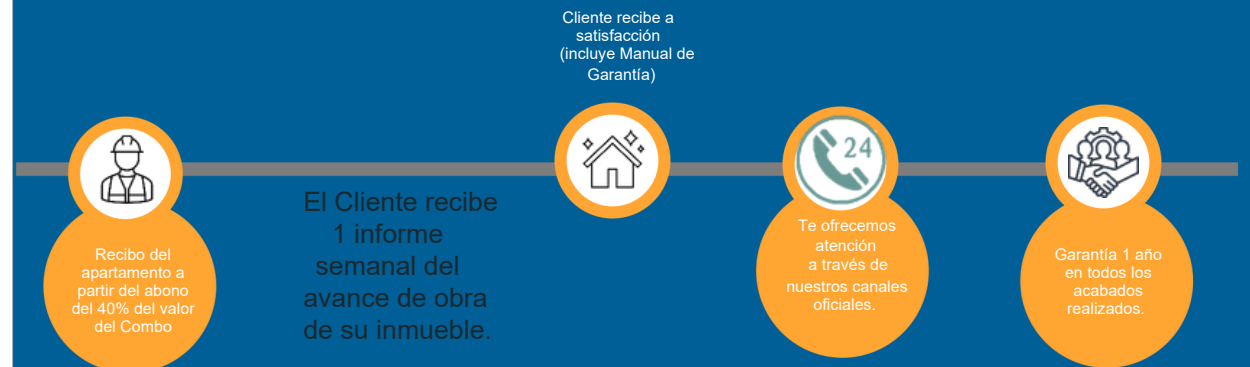 Cliente recibe a
satisfacción
(incluye Manual de
Garantía)
24
Recibo del
apartamento a
partir del abono
del 40% del valor
del Combo
El Cliente recibe
1 informe
semanal del
avance de obra
de su inmueble.
Te ofrecemos
atención
a través de
nuestros canales
oficiales.
Garantía 1 año
en todos los
acabados
realizados.